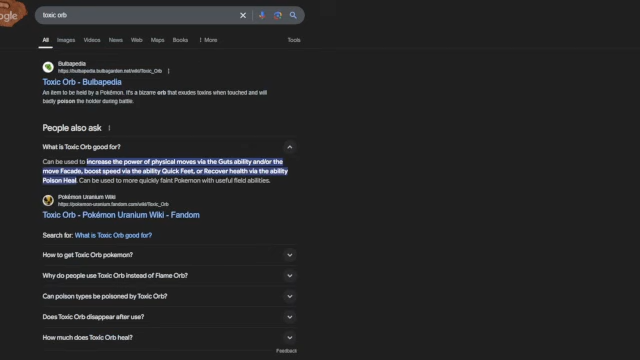 ogle
toxic orb
All Images Videos News Web Maps Books More Tools
Bulbapedia
https://bulbapedia.bulbagarden.net/wiki/Toxic_Orb
Toxic Orb - Bulbapedia
An item to be held by a Pokémon. It's a bizarre orb that exudes toxins when touched and will
badly poison the holder during battle.
People also ask
What is Toxic Orb good for?
Can be used to increase the power of physical moves via the Guts ability and/or the
move Facade, boost speed via the ability Quick Feet, or Recover health via the ability
Poison Heal. Can be used to more quickly faint Pokemon with useful field abilities.
Pokémon Uranium Wiki
https://pokemon-uranium.fandom.com/wiki/Toxic_Orb
Toxic Orb - Pokémon Uranium Wiki - Fandom
Search for: What is Toxic Orb good for?
How to get Toxic Orb pokemon?
Why do people use Toxic Orb instead of Flame Orb?
Can poison types be poisoned by Toxic Orb?
Does Toxic Orb disappear after use?
How much does Toxic Orb heal?
Feedback